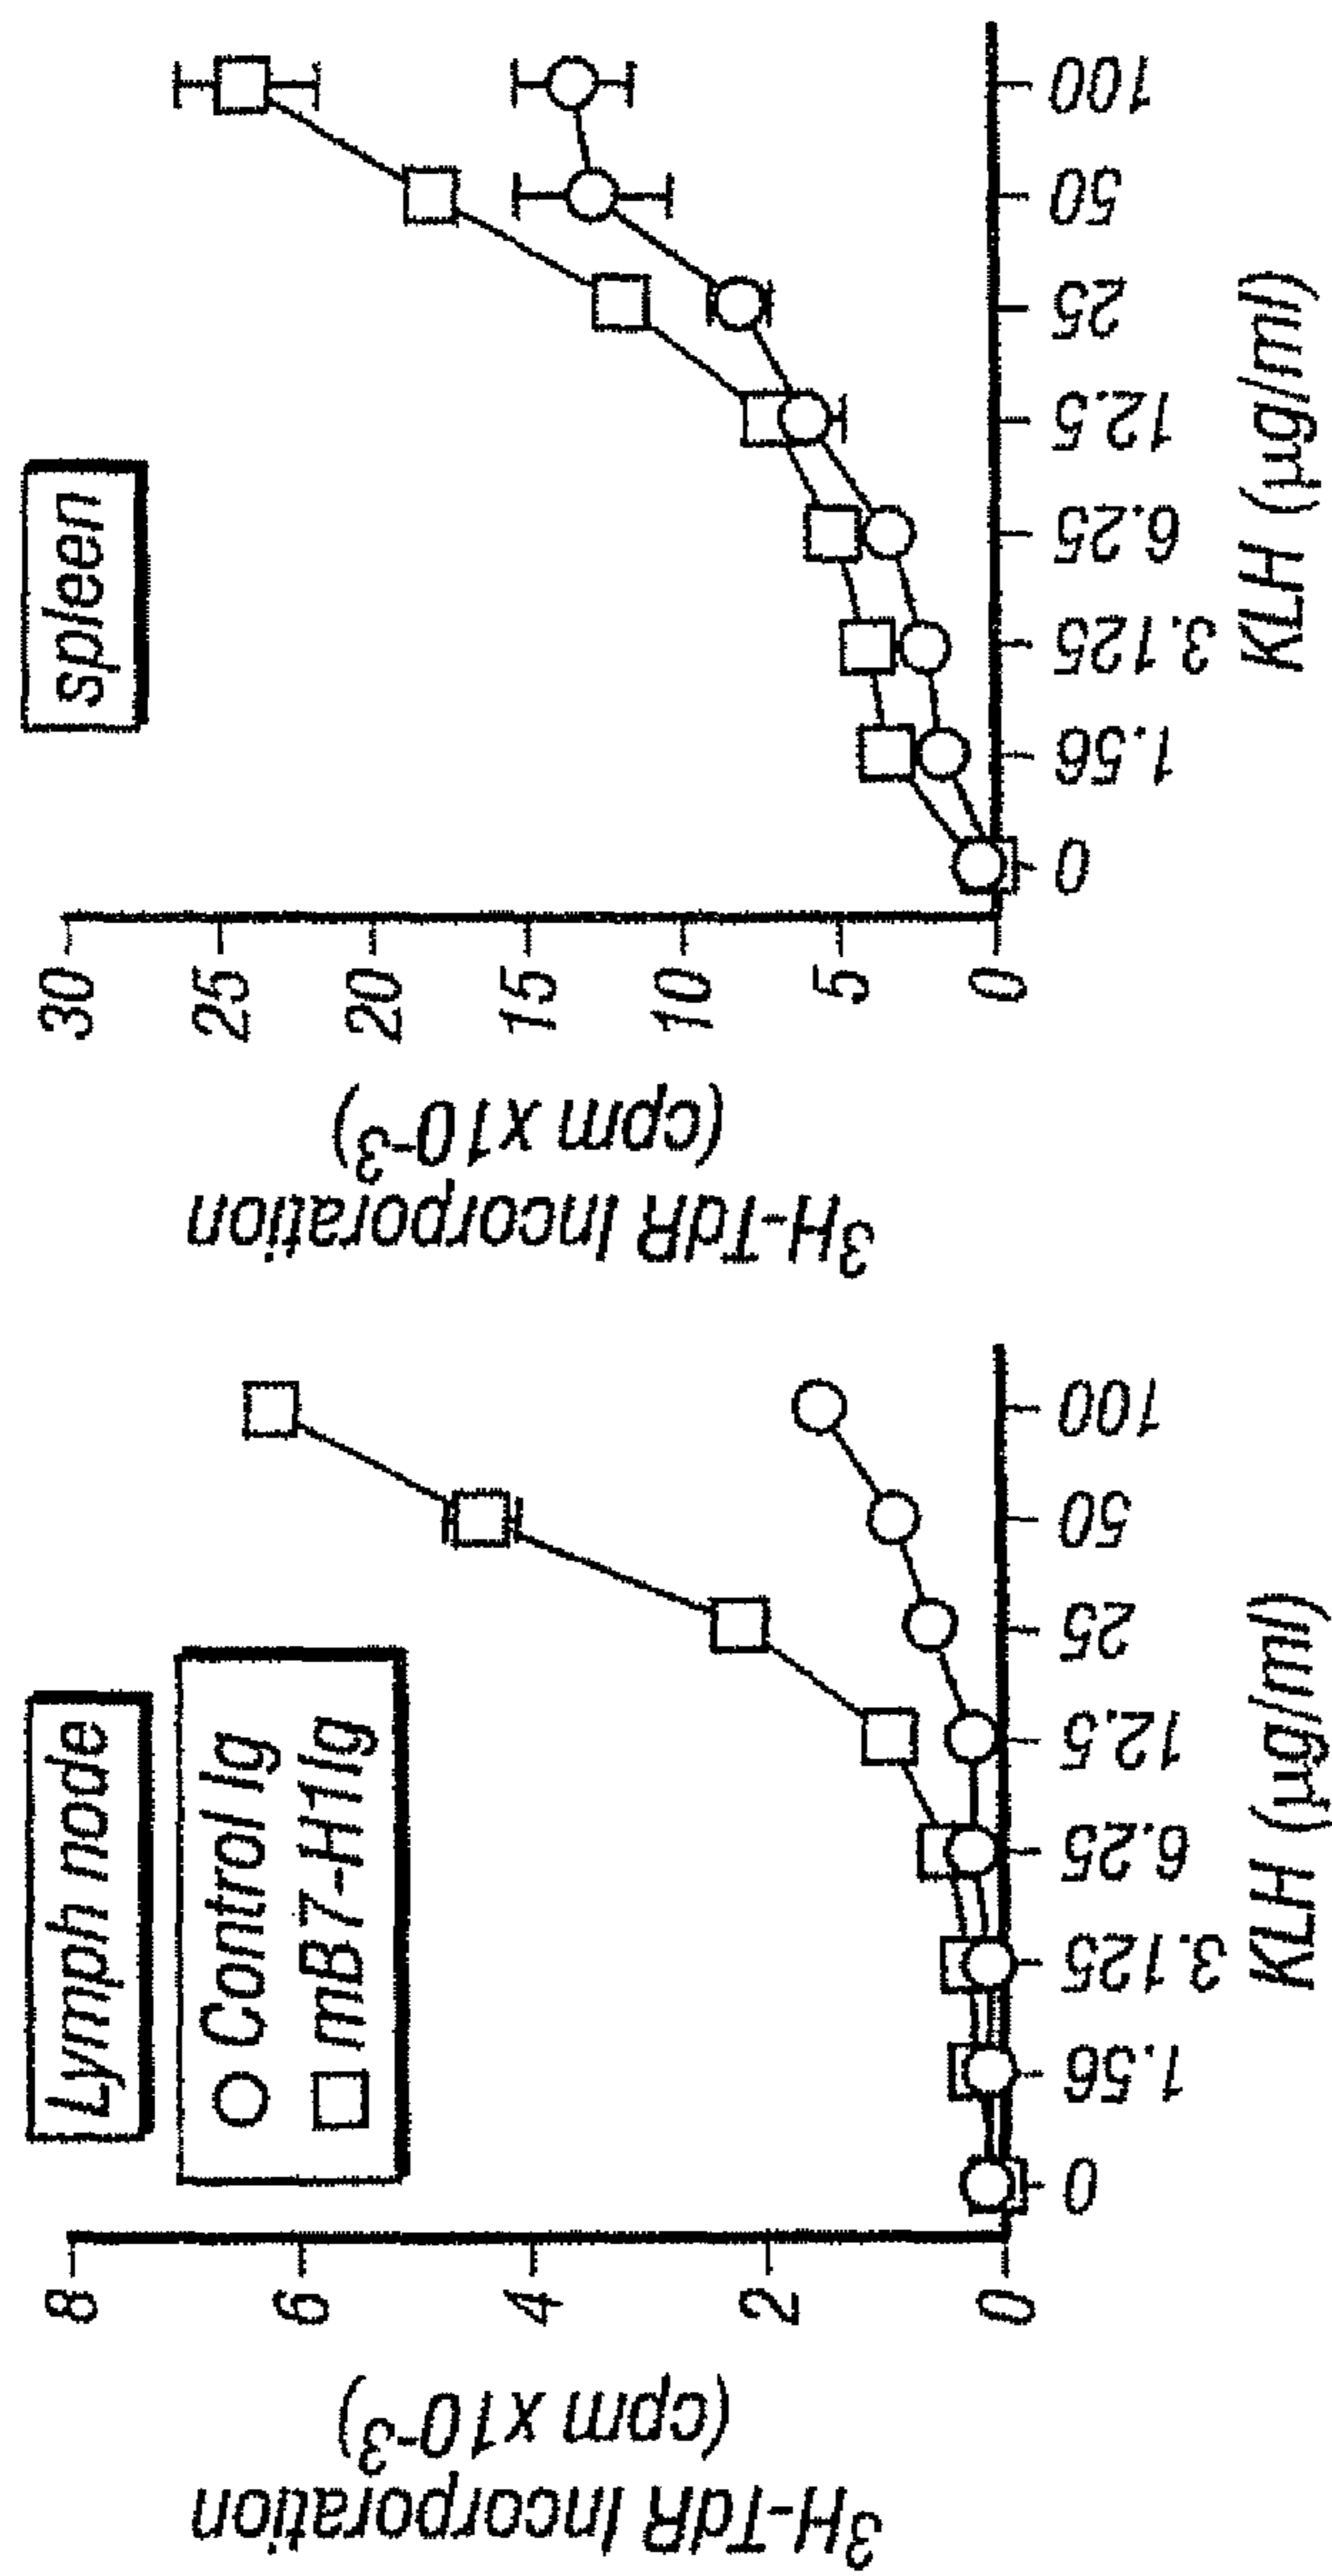 Lymph node
Control Ig
mB7-H1Ig
3H-TdR Incorporation
(cpm x10-3)
8
6
4
2
0
0
1.56
3.125
6.25
12.5
25
50
100
KLH (µg/ml)
spleen
3H-TdR Incorporation
(cpm x10-3)
30
25
20
15
10
5
0
0
1.56
3.125
6.25
12.5
25
50
100
KLH (µg/ml)